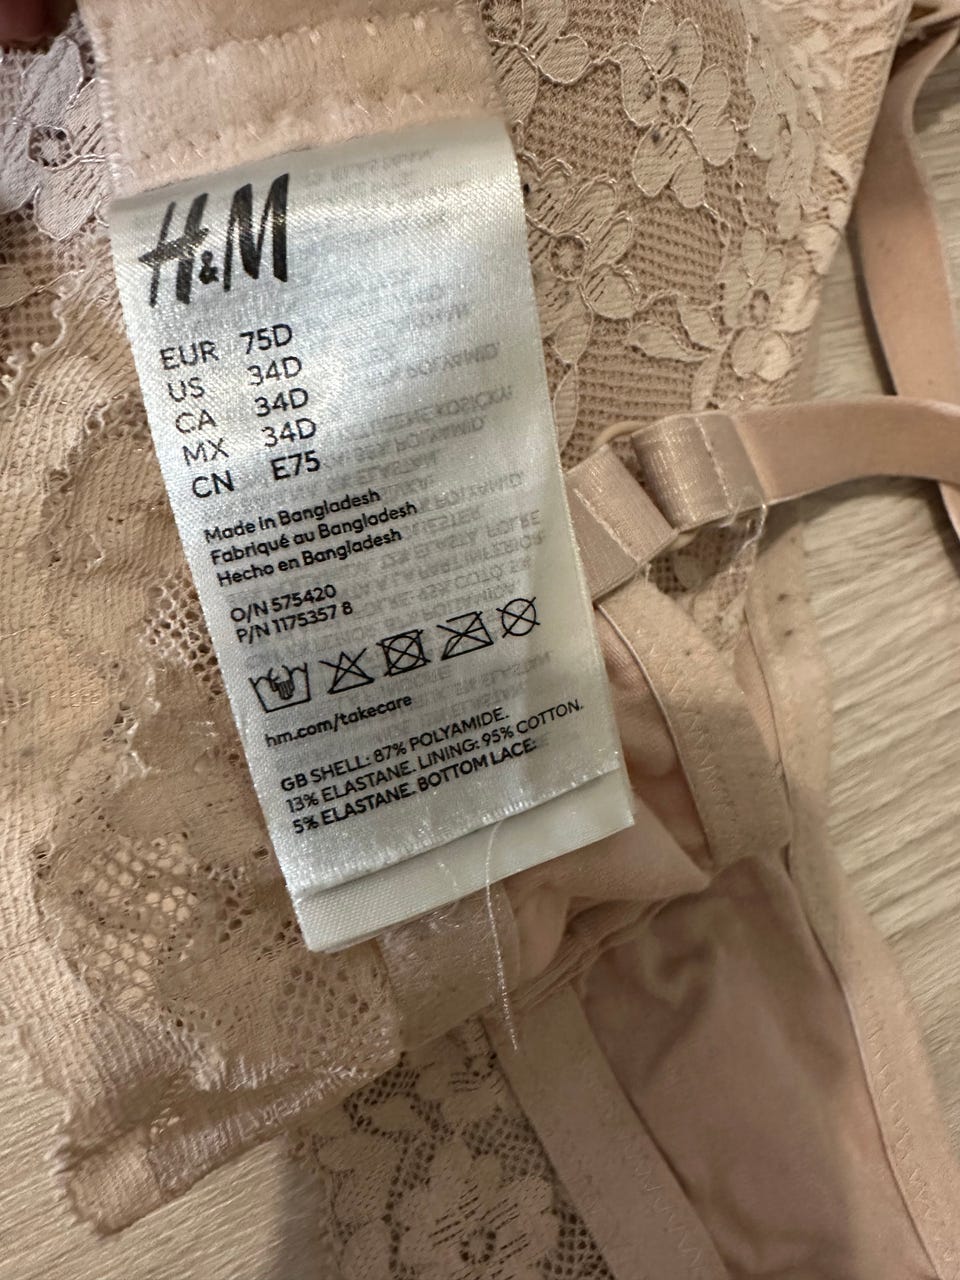 H&M
EUR 75D
US 34D
CA 34D
MX 34D
CN E75
Made in Bangladesh
Fabriqué au Bangladesh
Hecho en Bangladesh
O/N 575420
P/N 1175357 8
hm.com/takecare
GB SHELL: 87% POLYAMIDE.
13% ELASTANE. LINING: 95% COTTON.
5% ELASTANE. BOTTOM LACE: